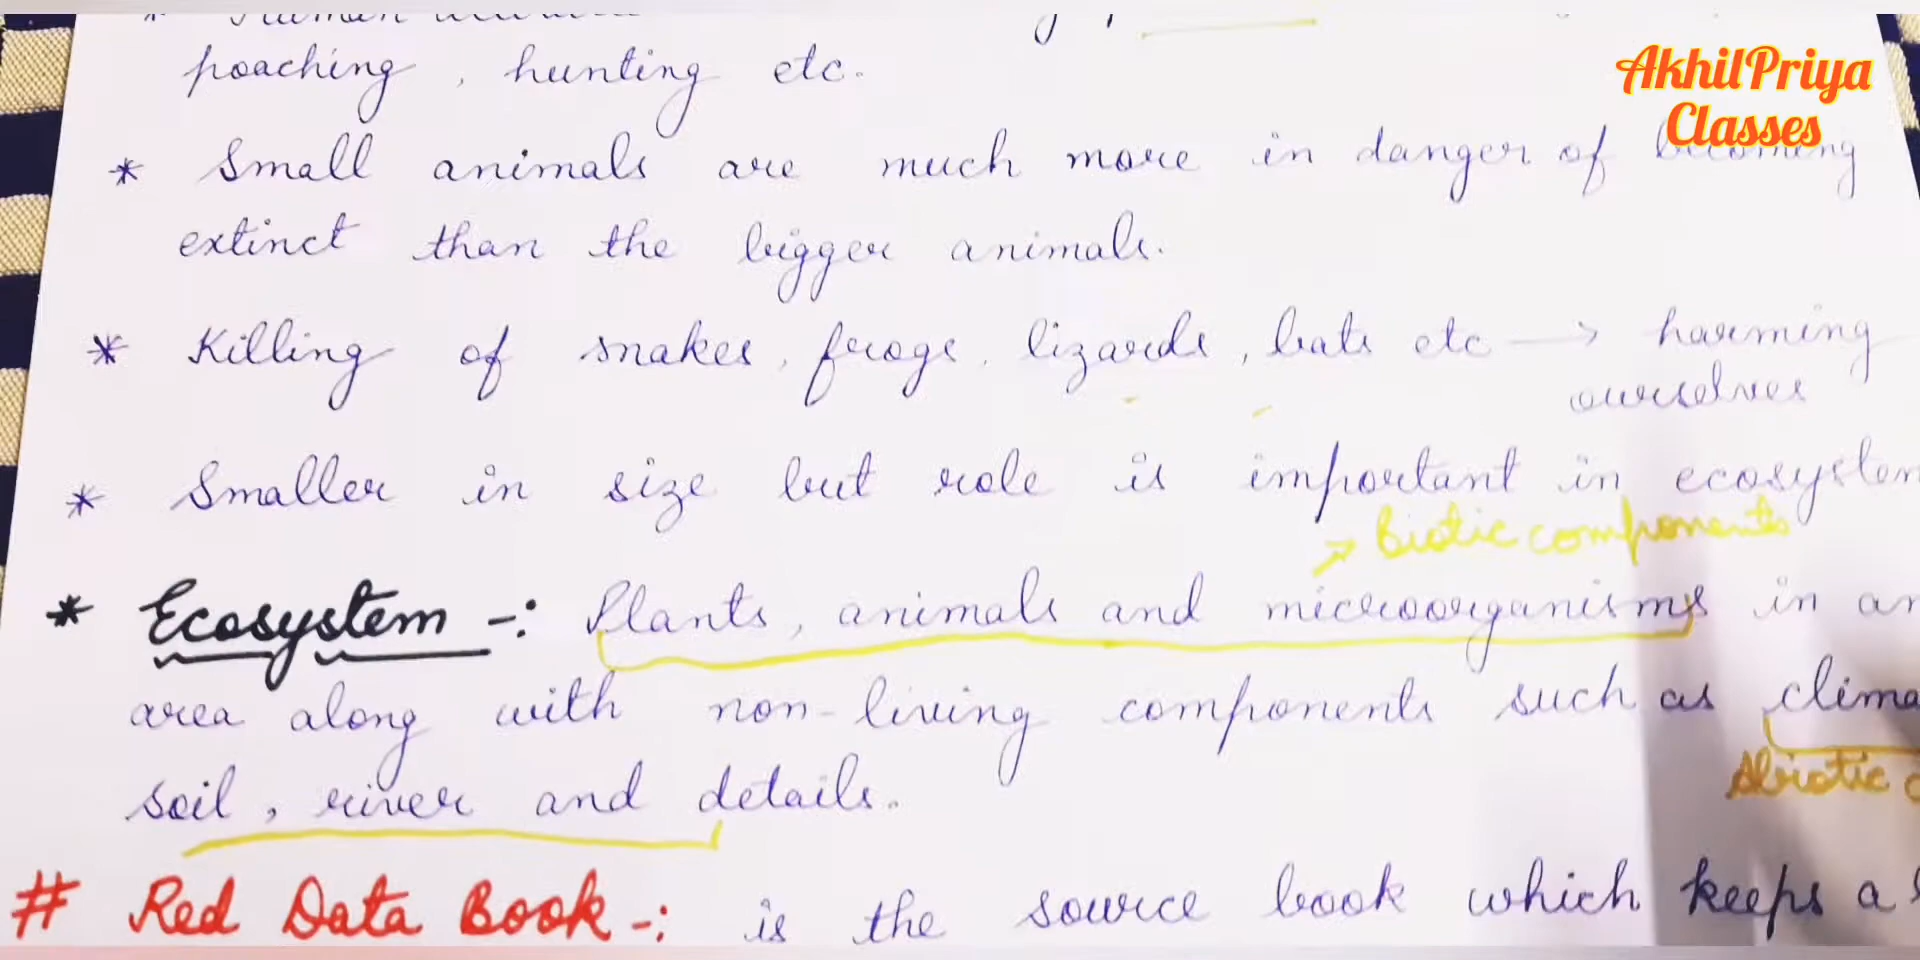 * Human
poaching, hunting etc.
AkhilPriya
Classes
* Small animals are much more in danger of becoming
extinct than the bigger animals.
* Killing of snakes, frogs, lizards, bats etc → harming
ourselves
* Smaller in size but role is important in ecosystem
→ Biotic components
* Ecosystem -: Plants, animals and microorganisms in an
area along with non-living components such as clima
Abiotic c
soil, river and details.
# Red Data Book -: is the source book which keeps a